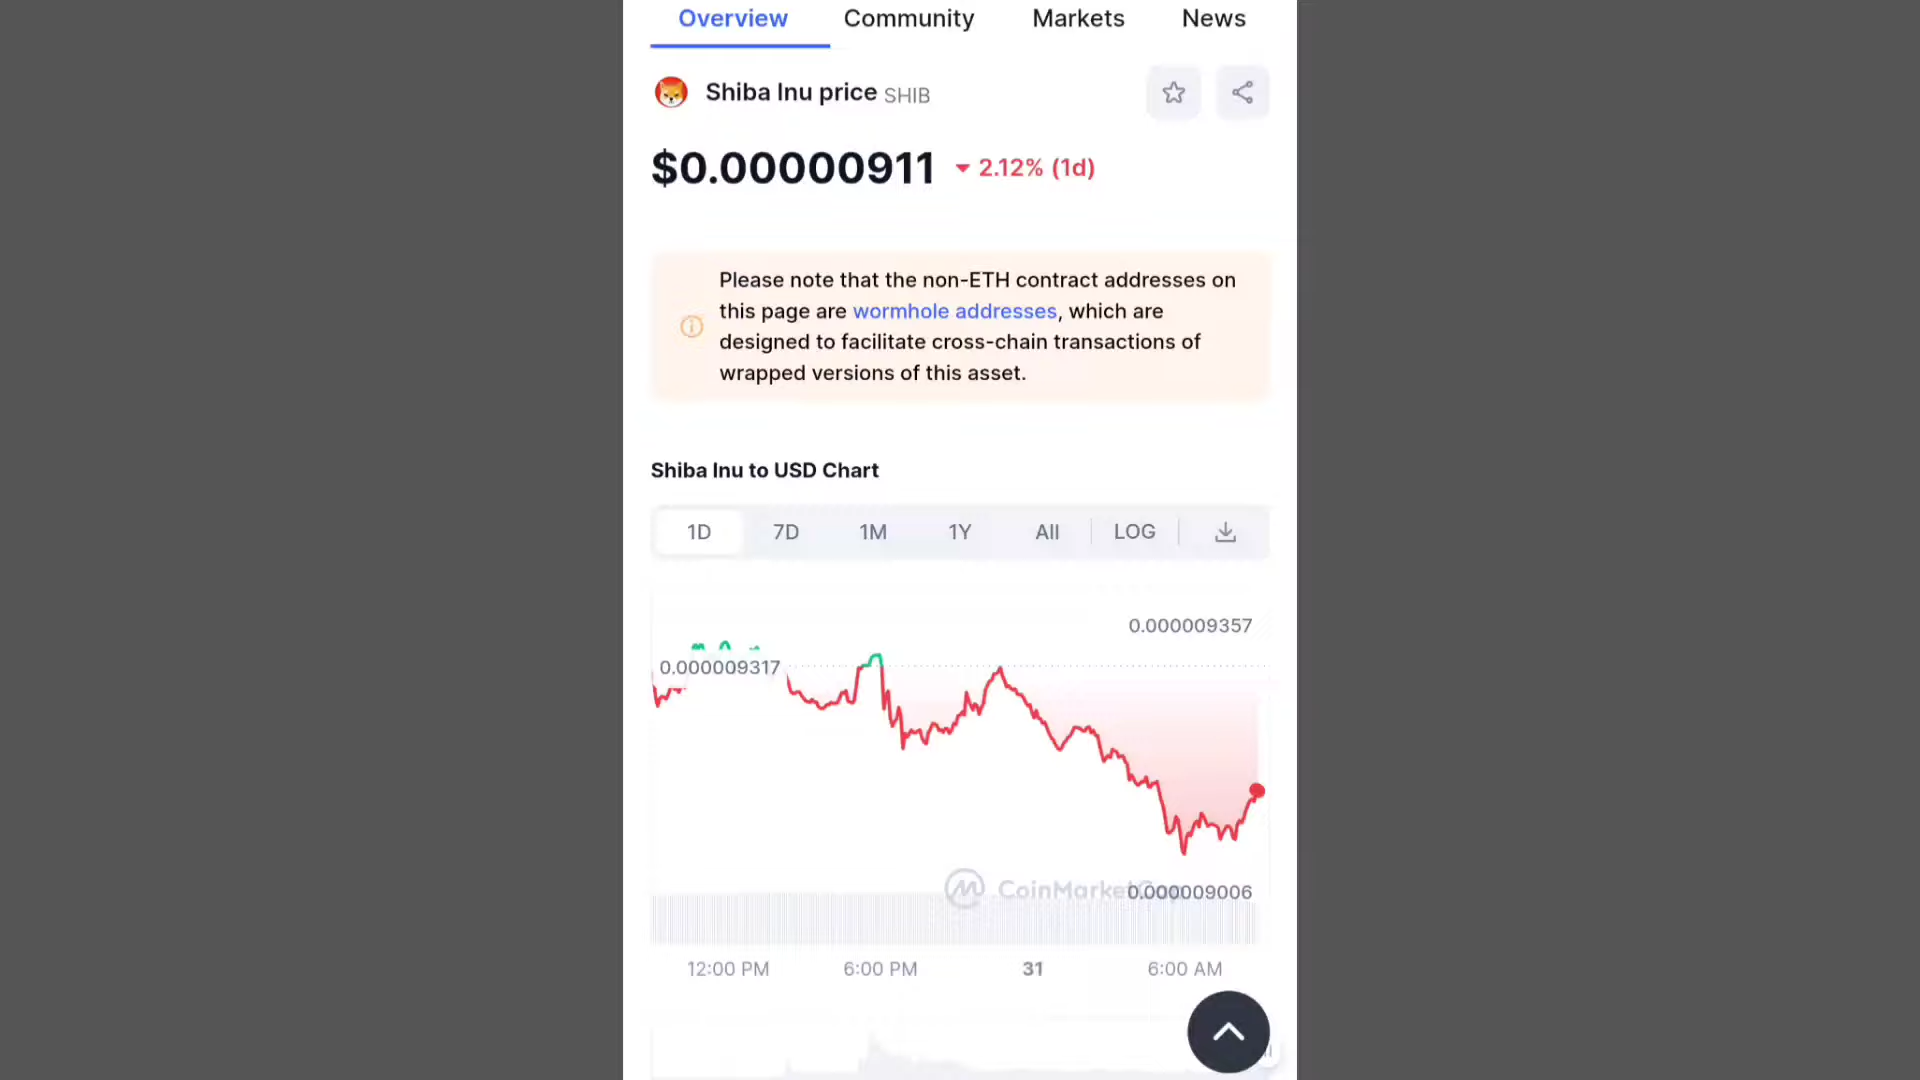 Overview Community Markets News
Shiba Inu price SHIB
$0.00000911 2.12% (1d)
Please note that the non-ETH contract addresses on
this page are wormhole addresses, which are
designed to facilitate cross-chain transactions of
wrapped versions of this asset.
Shiba Inu to USD Chart
1D 7D 1M 1Y All LOG
0.000009357
0.000009317
CoinMarketCap
0.000009006
12:00 PM 6:00 PM 31 6:00 AM